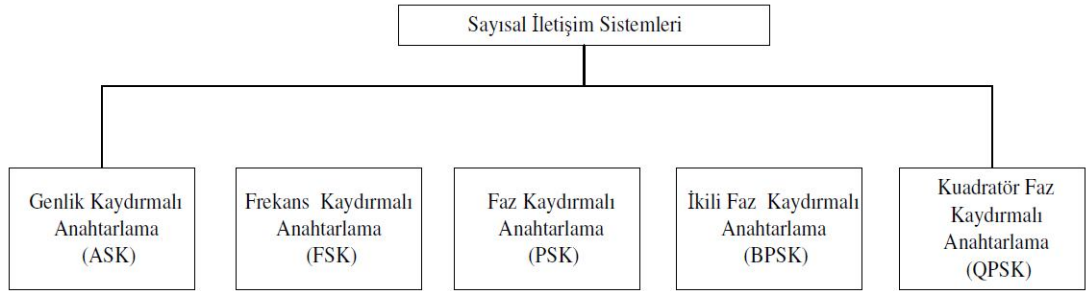 Sayısal İletişim Sistemleri
Genlik Kaydırmalı
Anahtarlama
(ASK)
Frekans Kaydırmalı
Anahtarlama
(FSK)
Faz Kaydırmalı
Anahtarlama
(PSK)
İkili Faz Kaydırmalı
Anahtarlama
(BPSK)
Kuadratör Faz
Kaydırmalı
Anahtarlama
(QPSK)